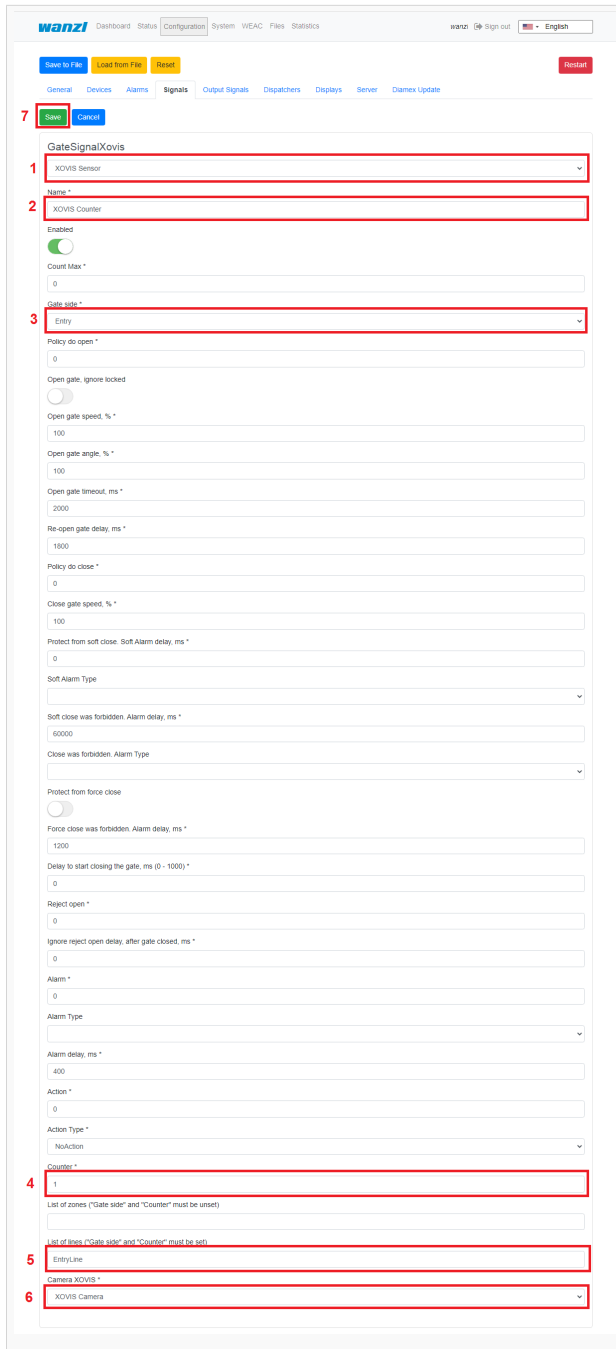 wanzl Dashboard Status Configuration System WEAC Files Statistics wanzl Sign out English
Save to File Load from File Reset Restart
General Devices Alarms Signals Output Signals Dispatchers Displays Server Diamex Update
7 Save Cancel
GateSignalXovis
1 XOVIS Sensor
Name *
2 XOVIS Counter
Enabled
Count Max *
0
Gate side *
3 Entry
Policy do open *
0
Open gate, ignore locked
Open gate speed, % *
100
Open gate angle, % *
100
Open gate timeout, ms *
2000
Re-open gate delay, ms *
1800
Policy do close *
0
Close gate speed, % *
100
Protect from soft close. Soft Alarm delay, ms *
0
Soft Alarm Type
Soft close was forbidden. Alarm delay, ms *
60000
Close was forbidden. Alarm Type
Protect from force close
Force close was forbidden. Alarm delay, ms *
1200
Delay to start closing the gate, ms (0 - 1000) *
0
Reject open *
0
Ignore reject open delay, after gate closed, ms *
0
Alarm *
0
Alarm Type
Alarm delay, ms *
400
Action *
0
Action Type *
NoAction
Counter *
4 1
List of zones ("Gate side" and "Counter" must be unset)
List of lines ("Gate side" and "Counter" must be set)
5 EntryLine
Camera XOVIS *
6 XOVIS Camera